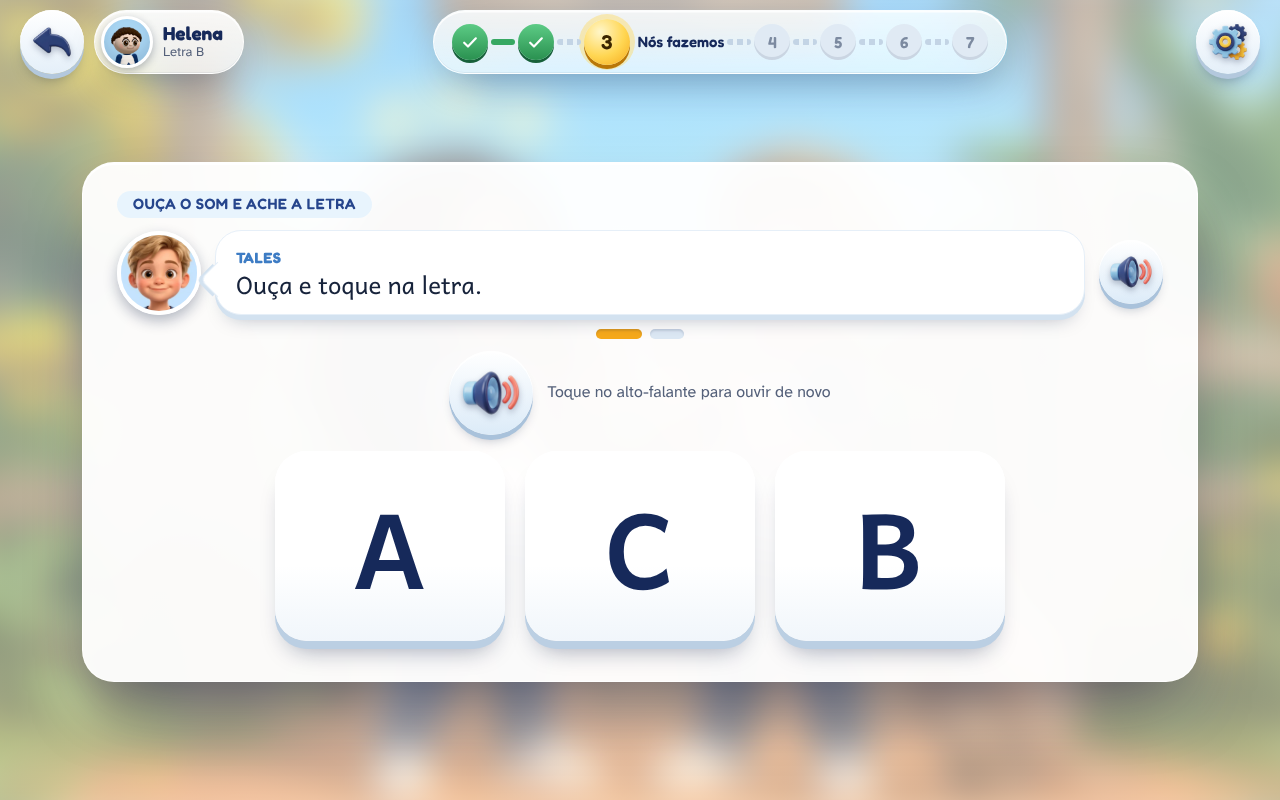 Helena
Letra B
3 Nós fazemos 4 5 6 7
OUÇA O SOM E ACHE A LETRA
TALES
Ouça e toque na letra.
Toque no alto-falante para ouvir de novo
A C B